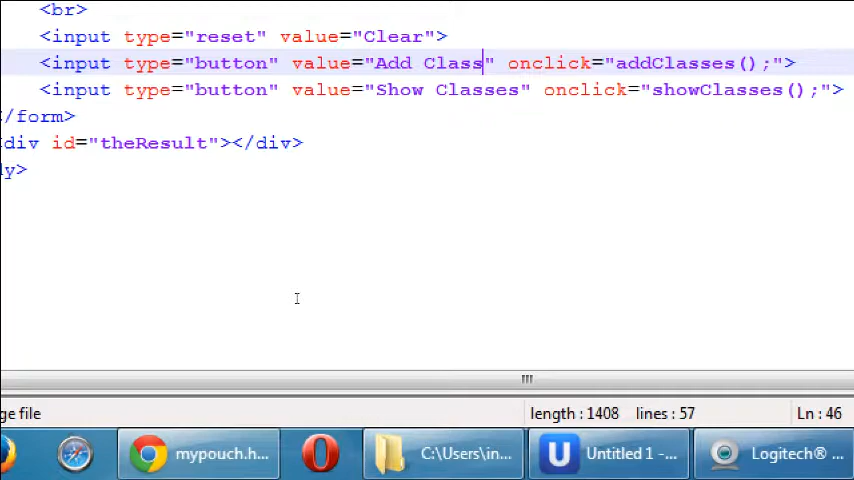 <br>
<input type="reset" value="Clear">
<input type="button" value="Add Class" onclick="addClasses();">
<input type="button" value="Show Classes" onclick="showClasses();">
</form>
div id="theResult"></div>
dy>
ge file length : 1408 lines : 57 Ln : 46
mypouch.h... C:\Users\in... U Untitled 1 -... Logitech® ...